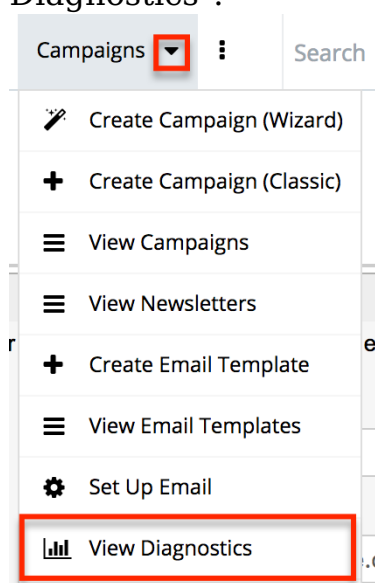 Diagnostics".
Campaigns Search
Create Campaign (Wizard)
Create Campaign (Classic)
View Campaigns
View Newsletters
r
e
Create Email Template
View Email Templates
Set Up Email
View Diagnostics